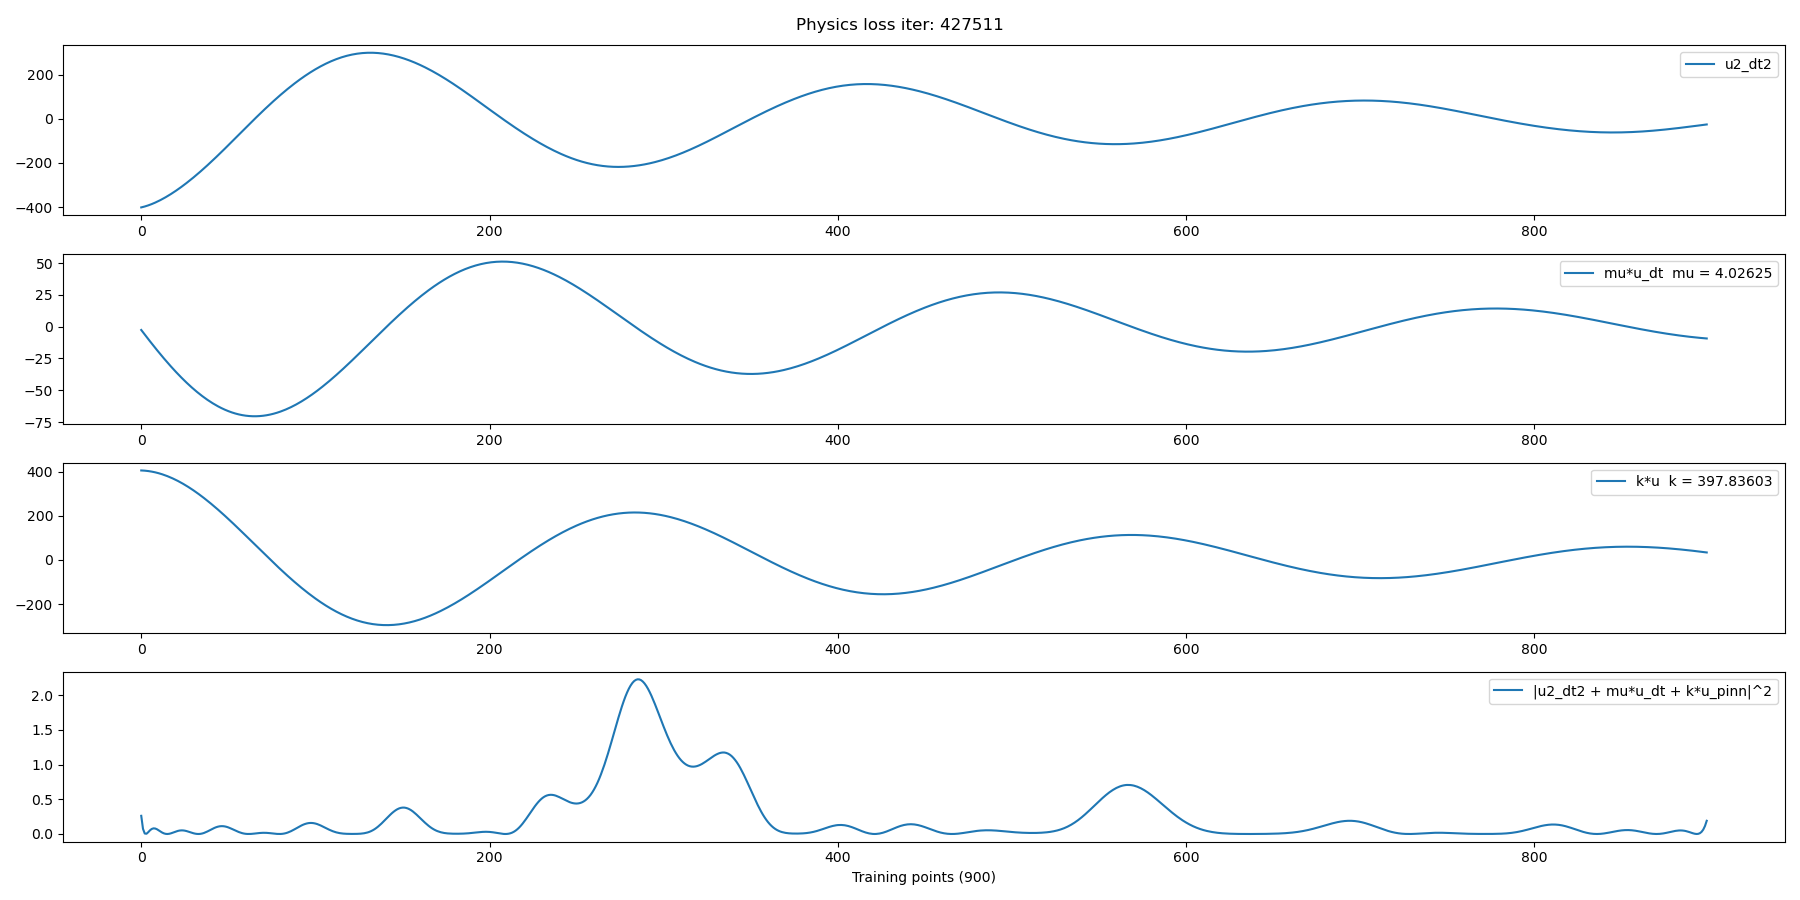 Physics loss iter: 427511
u2_dt2
200
0
−200
−400
0 200 400 600 800
mu*u_dt  mu = 4.02625
50
25
0
−25
−50
−75
0 200 400 600 800
k*u  k = 397.83603
400
200
0
−200
0 200 400 600 800
|u2_dt2 + mu*u_dt + k*u_pinn|^2
2.0
1.5
1.0
0.5
0.0
0 200 400 600 800
Training points (900)